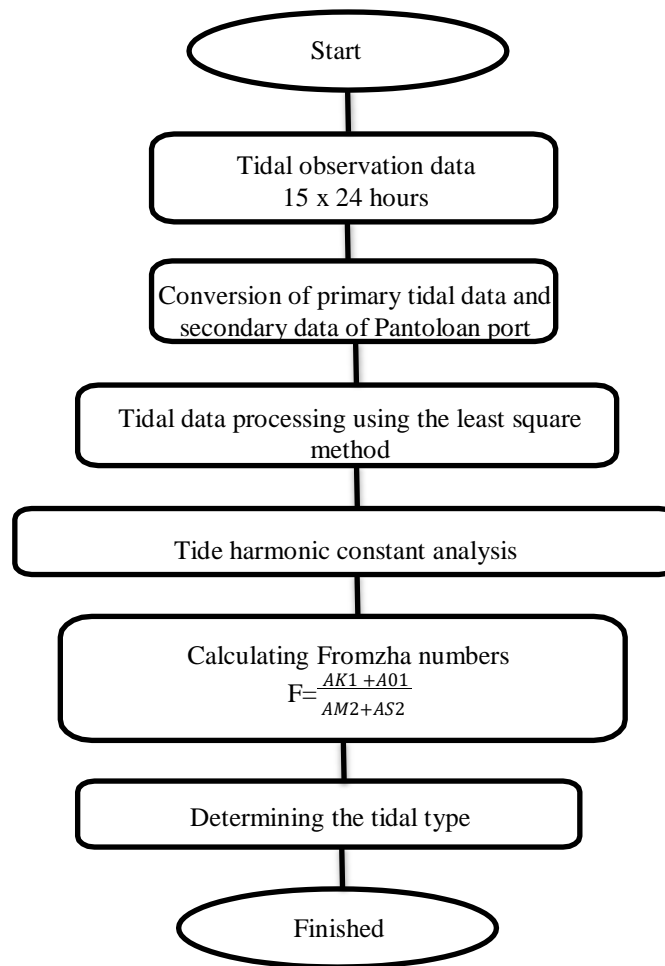 Start
Tidal observation data
15 x 24 hours
Conversion of primary tidal data and
secondary data of Pantoloan port
Tidal data processing using the least square
method
Tide harmonic constant analysis
Calculating Fromzha numbers
F=AK1 +A01
AM2+AS2
Determining the tidal type
Finished